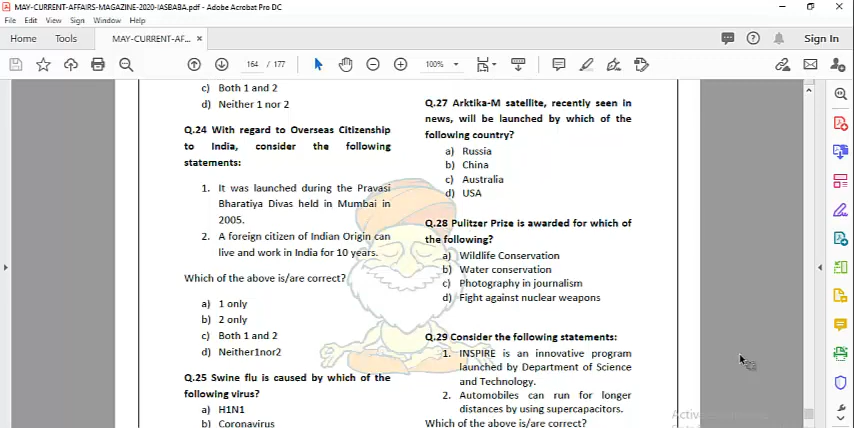 MAY-CURRENT-AFFAIRS-MAGAZINE-2020-IASBABA.pdf - Adobe Acrobat Pro DC
File Edit View Sign Window Help
Home Tools MAY-CURRENT-AF... × Sign In
164 / 177 100%
c) Both 1 and 2
d) Neither 1 nor 2
Q.24 With regard to Overseas Citizenship
to India, consider the following
statements:
1. It was launched during the Pravasi
Bharatiya Divas held in Mumbai in
2005.
2. A foreign citizen of Indian Origin can
live and work in India for 10 years.
Which of the above is/are correct?
a) 1 only
b) 2 only
c) Both 1 and 2
d) Neither1nor2
Q.25 Swine flu is caused by which of the
following virus?
a) H1N1
b) Coronavirus
Q.27 Arktika-M satellite, recently seen in
news, will be launched by which of the
following country?
a) Russia
b) China
c) Australia
d) USA
Q.28 Pulitzer Prize is awarded for which of
the following?
a) Wildlife Conservation
b) Water conservation
c) Photography in journalism
d) Fight against nuclear weapons
Q.29 Consider the following statements:
1. INSPIRE is an innovative program
launched by Department of Science
and Technology.
2. Automobiles can run for longer
distances by using supercapacitors.
Which of the above is/are correct?